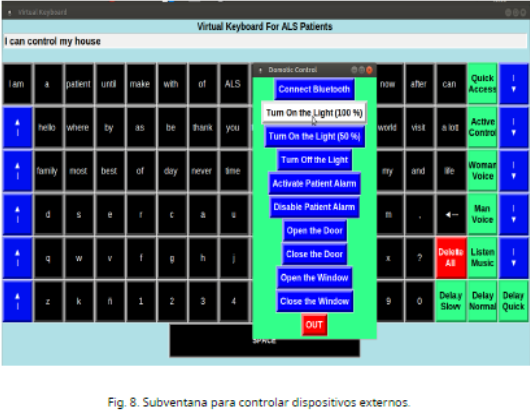 Virtual Keyboard
Virtual Keyboard For ALS Patients
I can control my house
Domotic Control
I am a patient until make with of ALS now after can Quick Access
hello where by as be thank you world visit a lot Active Control
family most best of day never time my and life Woman Voice
d s e r c a u m . Man Voice
q w v f g h j x ? Delete All Listen Music
z k ñ 1 2 3 4 9 0 Delay Slow Delay Normal Delay Quick
SPACE
Connect Bluetooth
Turn On the Light (100 %)
Turn On the Light (50 %)
Turn Off the Light
Activate Patient Alarm
Disable Patient Alarm
Open the Door
Close the Door
Open the Window
Close the Window
OUT
Fig. 8. Subventana para controlar dispositivos externos.